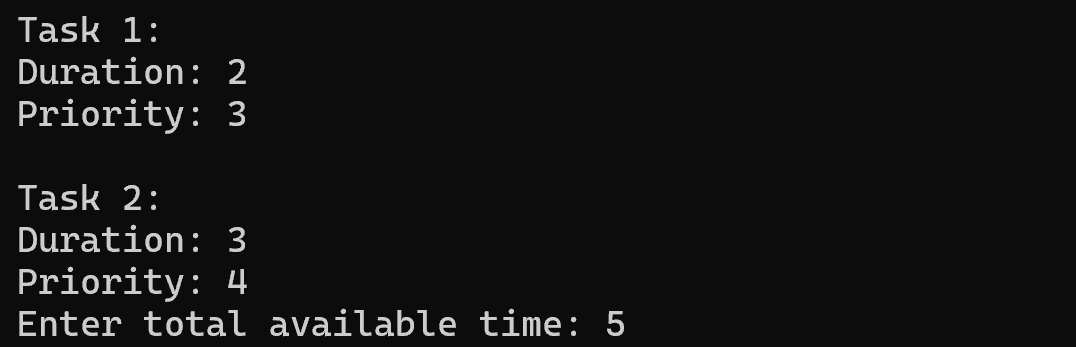 Task 1:
Duration: 2
Priority: 3
Task 2:
Duration: 3
Priority: 4
Enter total available time: 5